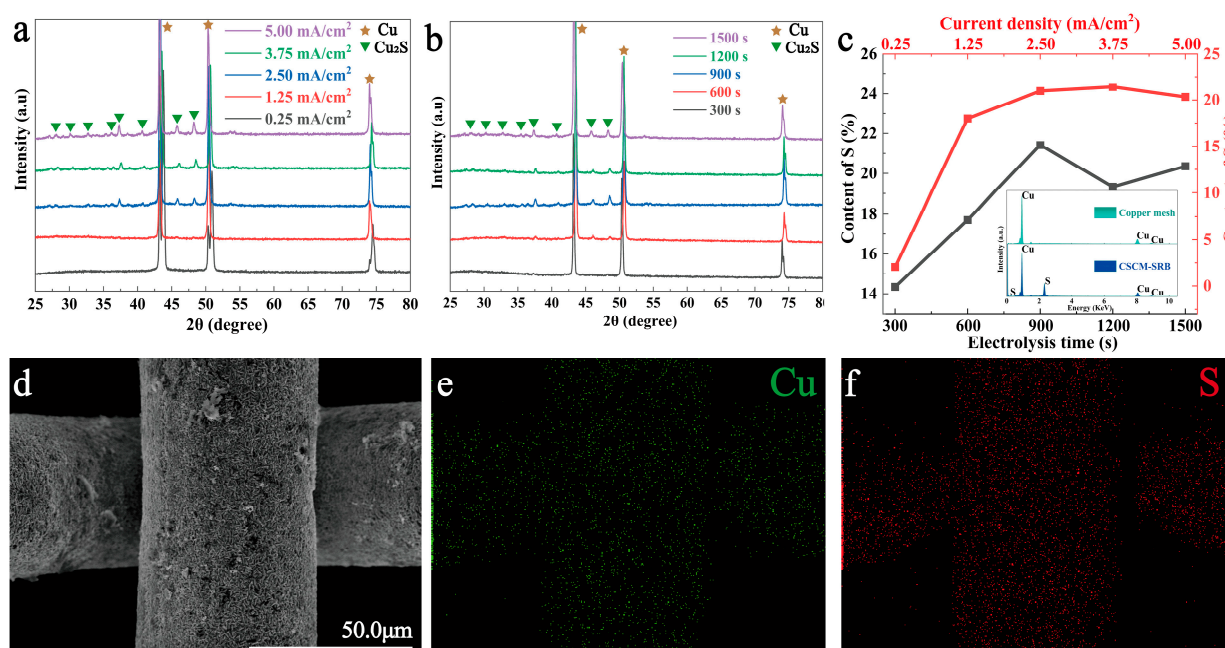 a
5.00 mA/cm²
3.75 mA/cm²
2.50 mA/cm²
1.25 mA/cm²
0.25 mA/cm²
Cu
Cu₂S
Intensity (a.u)
25 30 35 40 45 50 55 60 65 70 75 80
2θ (degree)
b
1500 s
1200 s
900 s
600 s
300 s
Cu
Cu₂S
Intensity (a.u)
25 30 35 40 45 50 55 60 65 70 75 80
2θ (degree)
c
Current density (mA/cm²)
0.25 1.25 2.50 3.75 5.00
Content of S (%)
26
24
22
20
18
16
14
25
20
15
10
5
0
300 600 900 1200 1500
Electrolysis time (s)
Intensity (a.u.)
Cu
Copper mesh
Cu
Cu
Cu
CSCM-SRB
S
S
Cu
Cu
0 2 4 6 8 10
Energy (KeV)
d
50.0μm
e
Cu
f
S